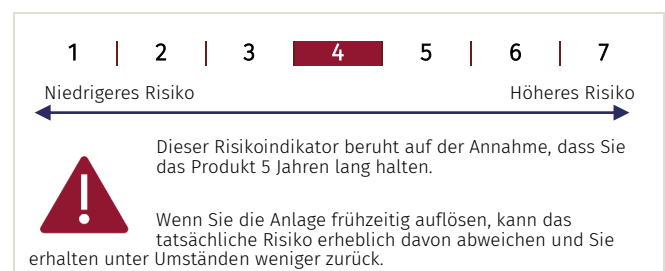 1 | 2 | 3 | 4 | 5 | 6 | 7
Niedrigeres Risiko Höheres Risiko
Dieser Risikoindikator beruht auf der Annahme, dass Sie
das Produkt 5 Jahren lang halten.
Wenn Sie die Anlage frühzeitig auflösen, kann das
tatsächliche Risiko erheblich davon abweichen und Sie
erhalten unter Umständen weniger zurück.